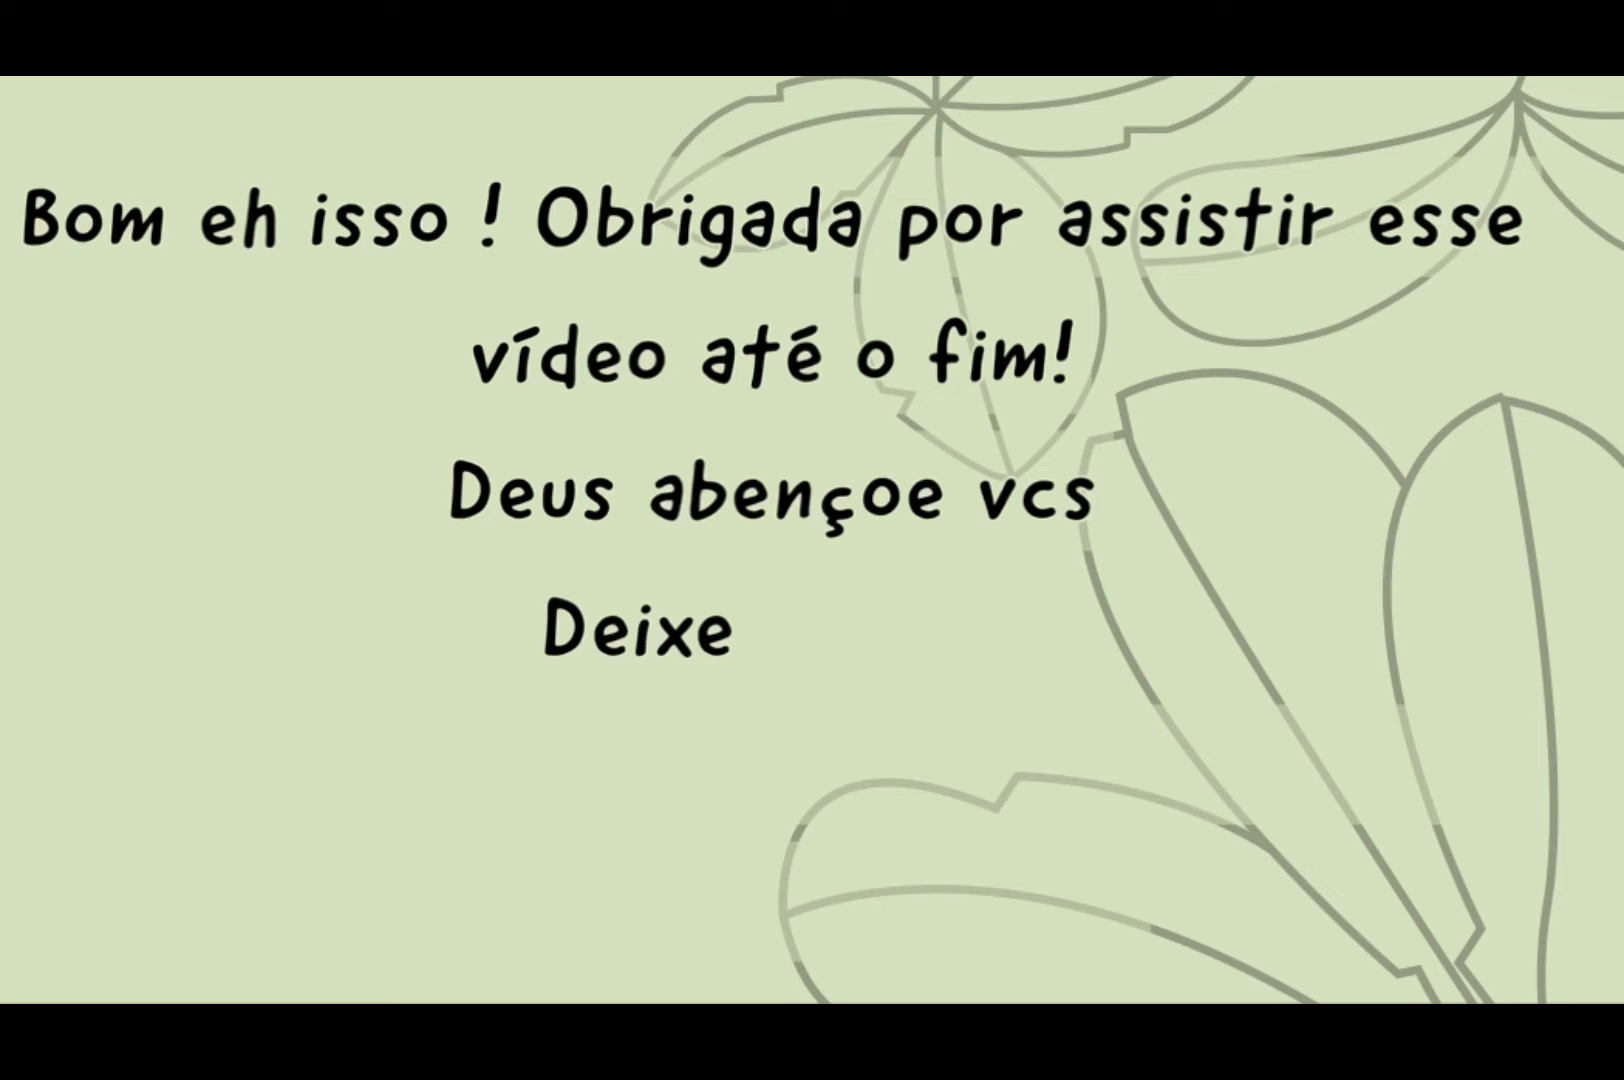 Bom eh isso ! Obrigada por assistir esse
vídeo até o fim!
Deus abençoe vcs
Deixe